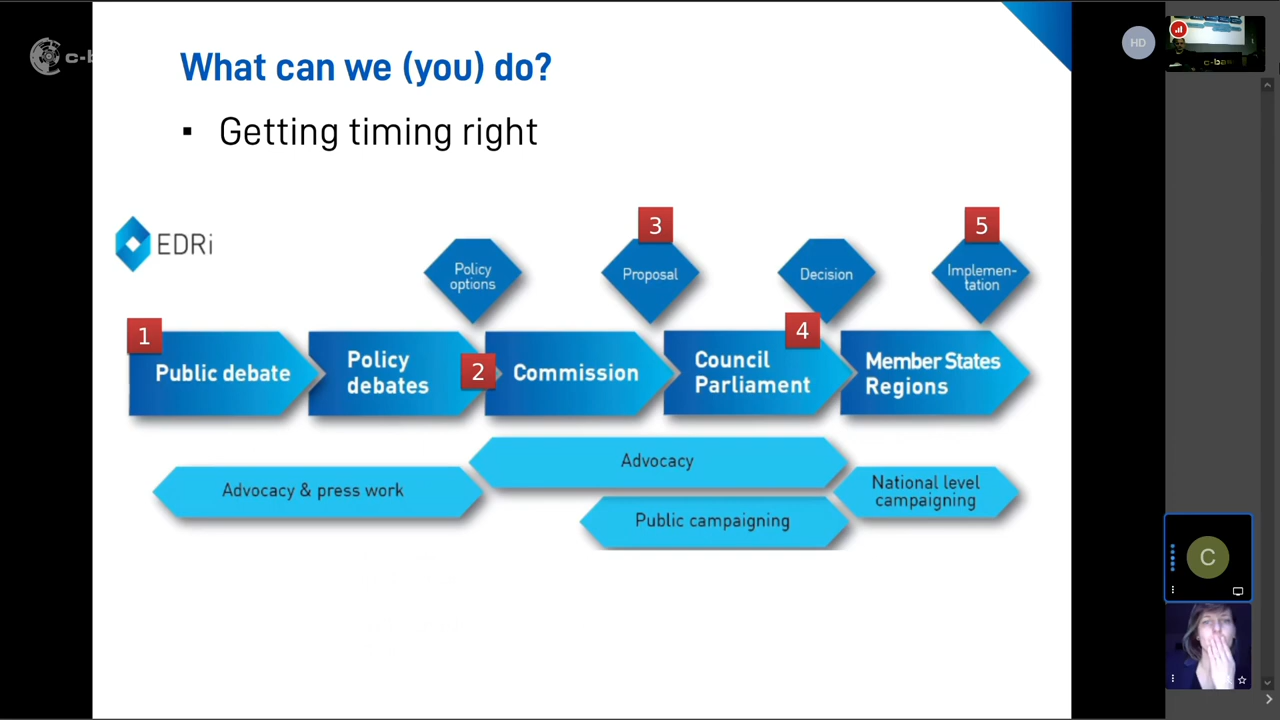 What can we (you) do?
▪ Getting timing right
EDRi
Policy
options
3
Proposal
Decision
5
Implemen-
tation
1
Public debate
Policy
debates
2
Commission
Council
Parliament
4
Member States
Regions
Advocacy & press work
Advocacy
Public campaigning
National level
campaigning
HD
C